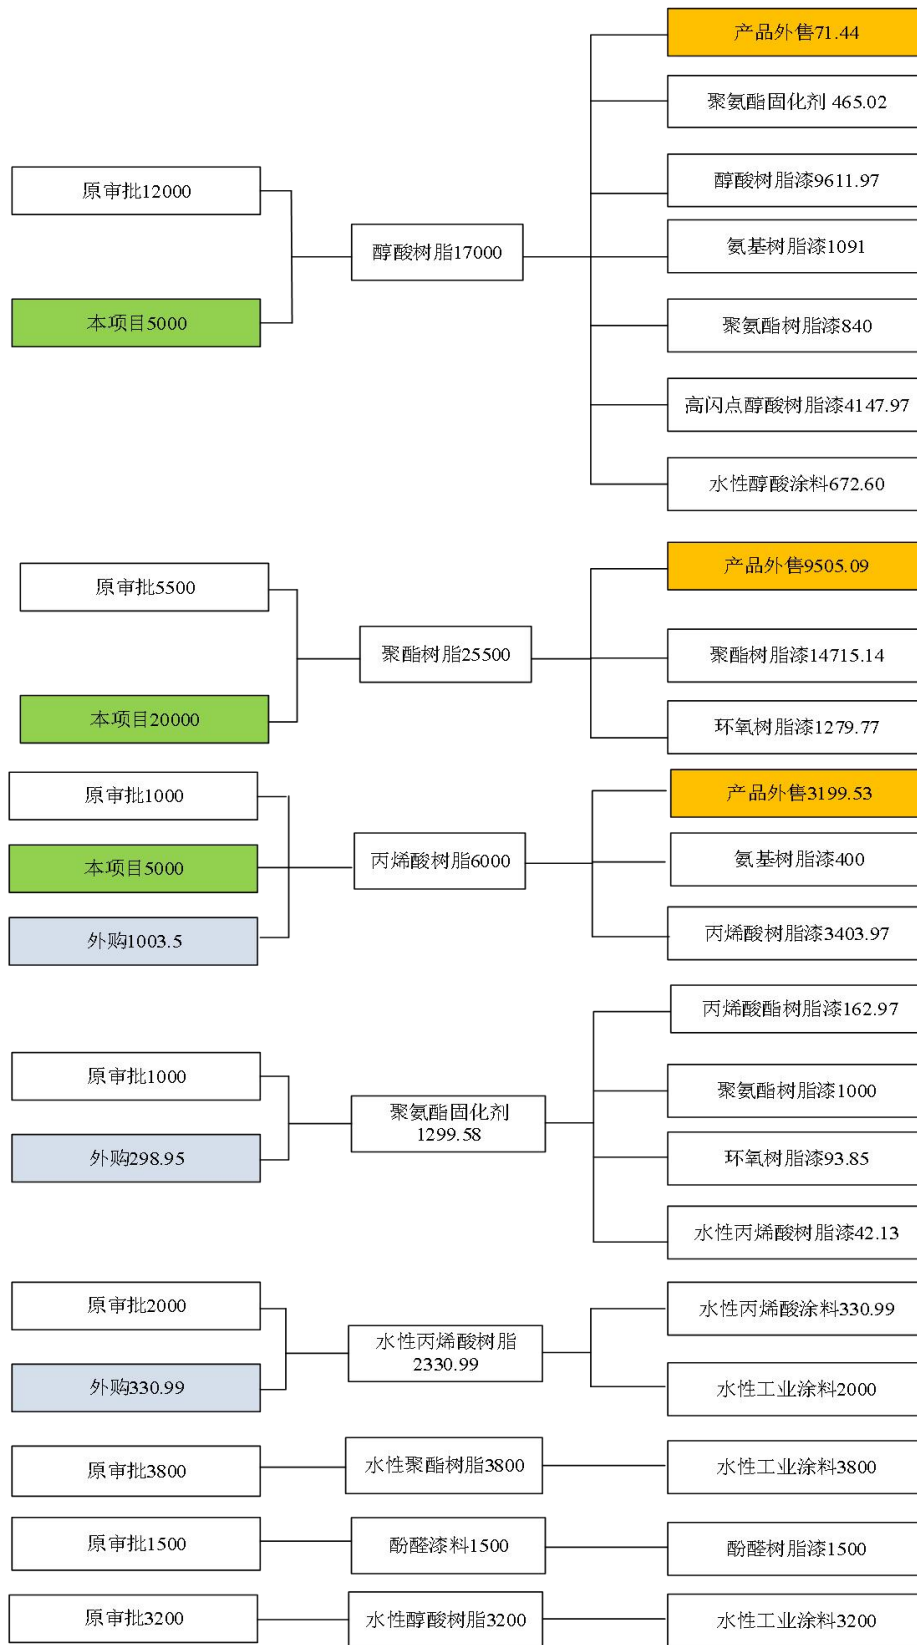 原审批12000
本项目5000
醇酸树脂17000
产品外售71.44
聚氨酯固化剂 465.02
醇酸树脂漆9611.97
氨基树脂漆1091
聚氨酯树脂漆840
高闪点醇酸树脂漆4147.97
水性醇酸涂料672.60
原审批5500
本项目20000
聚酯树脂25500
产品外售9505.09
聚酯树脂漆14715.14
环氧树脂漆1279.77
原审批1000
本项目5000
外购1003.5
丙烯酸树脂6000
产品外售3199.53
氨基树脂漆400
丙烯酸树脂漆3403.97
原审批1000
外购298.95
聚氨酯固化剂
1299.58
丙烯酸酯树脂漆162.97
聚氨酯树脂漆1000
环氧树脂漆93.85
水性丙烯酸树脂漆42.13
原审批2000
外购330.99
水性丙烯酸树脂
2330.99
水性丙烯酸涂料330.99
水性工业涂料2000
原审批3800
水性聚酯树脂3800
水性工业涂料3800
原审批1500
酚醛漆料1500
酚醛树脂漆1500
原审批3200
水性醇酸树脂3200
水性工业涂料3200